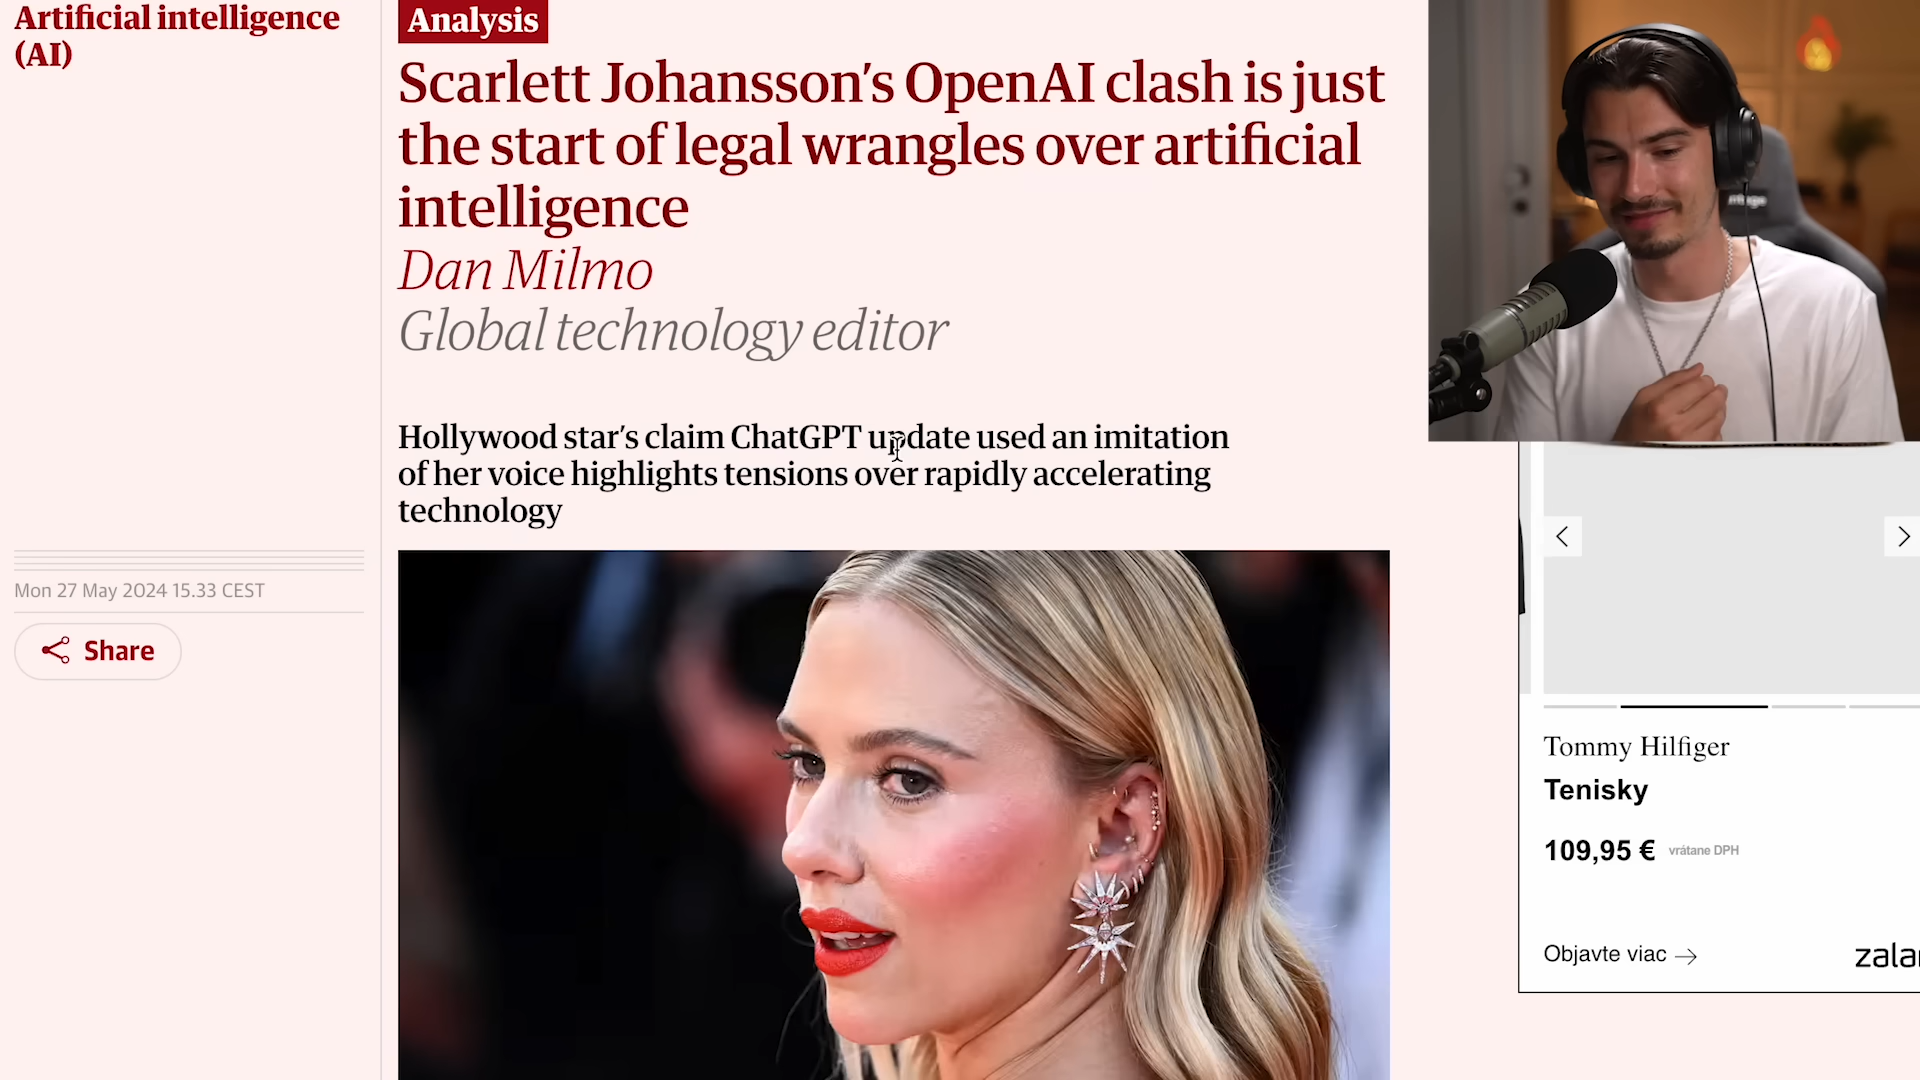 Artificial intelligence
(AI)
Analysis
Scarlett Johansson’s OpenAI clash is just
the start of legal wrangles over artificial
intelligence
Dan Milmo
Global technology editor
Hollywood star’s claim ChatGPT update used an imitation
of her voice highlights tensions over rapidly accelerating
technology
Mon 27 May 2024 15.33 CEST
Share
Tommy Hilfiger
Tenisky
109,95 € vrátane DPH
Objavte viac →
zala